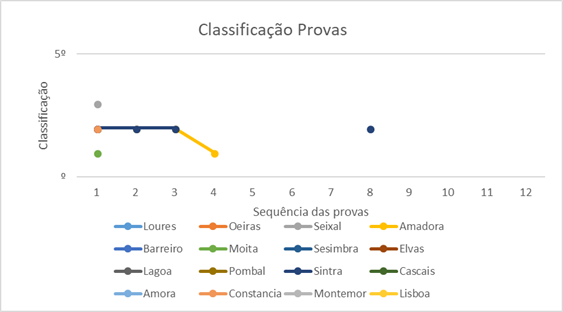 Classificação Provas
5º
Classificação
º
1 2 3 4 5 6 7 8 9 10 11 12
Sequência das provas
Loures Oeiras Seixal Amadora
Barreiro Moita Sesimbra Elvas
Lagoa Pombal Sintra Cascais
Amora Constancia Montemor Lisboa